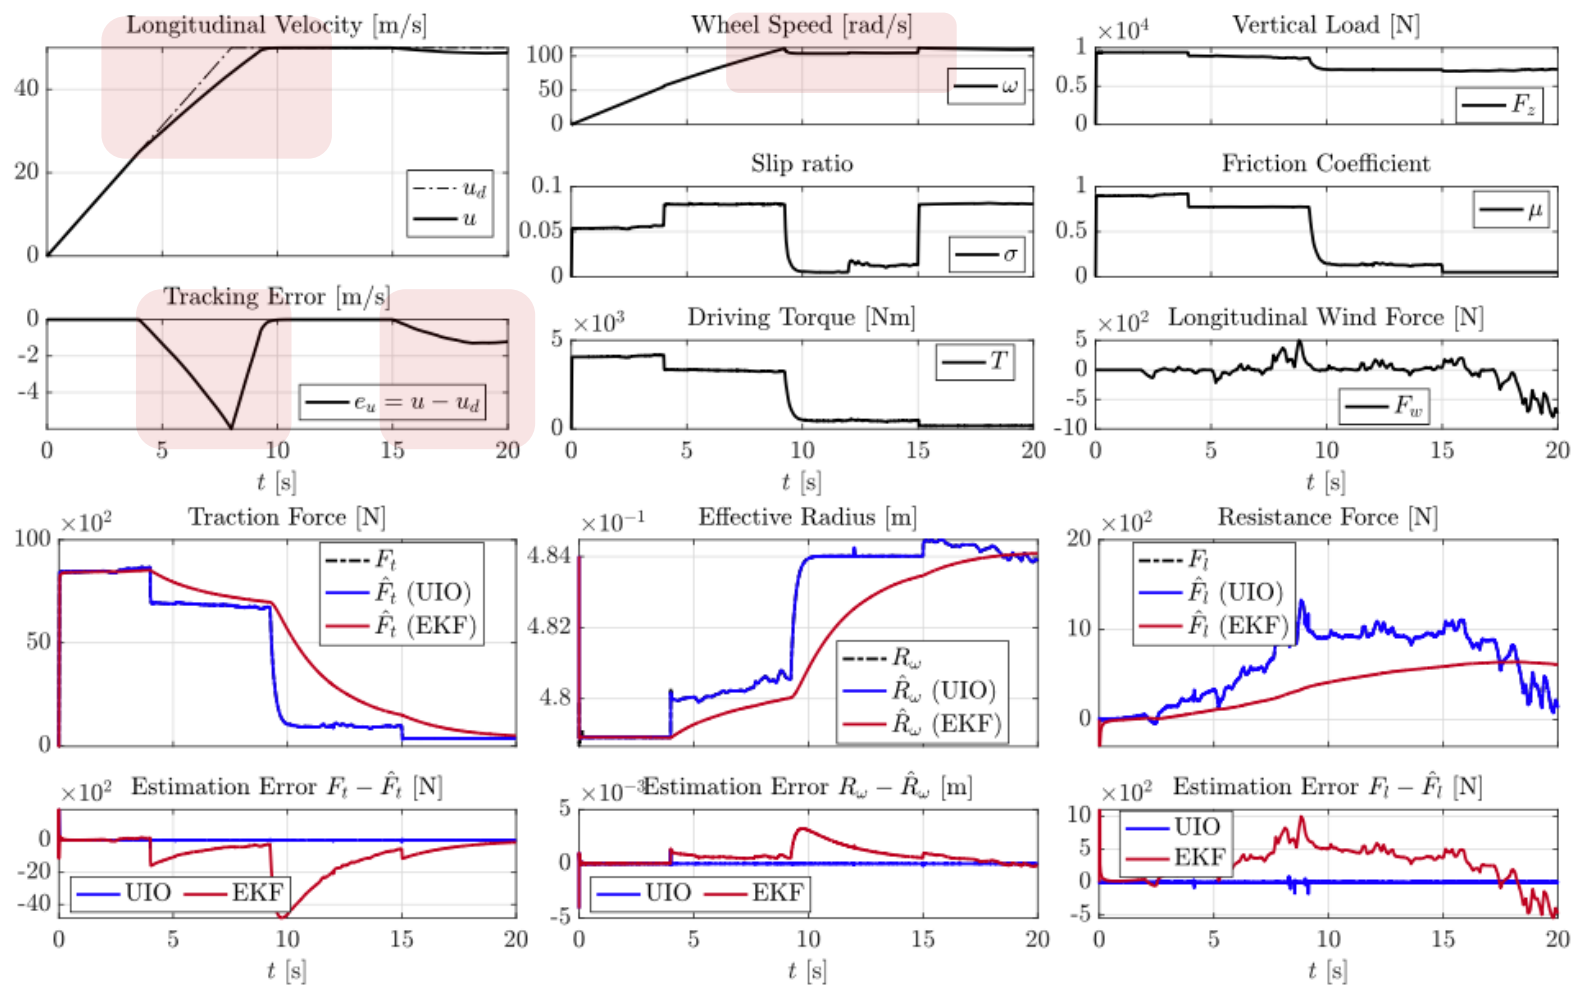 Longitudinal Velocity [m/s]
40
20
0
u_d
u
Tracking Error [m/s]
0
-2
-4
e_u = u − u_d
0 5 10 15 20
t [s]
Wheel Speed [rad/s]
100
50
0
ω
Slip ratio
0.1
0.05
0
σ
×10^3 Driving Torque [Nm]
5
0
T
0 5 10 15 20
t [s]
Vertical Load [N]
×10^4
1
0.5
0
F_z
Friction Coefficient
1
0.5
0
μ
×10^2 Longitudinal Wind Force [N]
5
0
-5
-10
F_w
0 5 10 15 20
t [s]
×10^2 Traction Force [N]
100
50
0
F_t
F̂_t (UIO)
F̂_t (EKF)
×10^-1 Effective Radius [m]
4.84
4.82
4.8
R_ω
R̂_ω (UIO)
R̂_ω (EKF)
×10^2 Resistance Force [N]
20
10
0
F_l
F̂_l (UIO)
F̂_l (EKF)
×10^2 Estimation Error F_t − F̂_t [N]
0
-20
-40
UIO EKF
0 5 10 15 20
t [s]
×10^-3 Estimation Error R_ω − R̂_ω [m]
5
0
-5
UIO EKF
0 5 10 15 20
t [s]
×10^2 Estimation Error F_l − F̂_l [N]
10
5
0
-5
UIO
EKF
0 5 10 15 20
t [s]